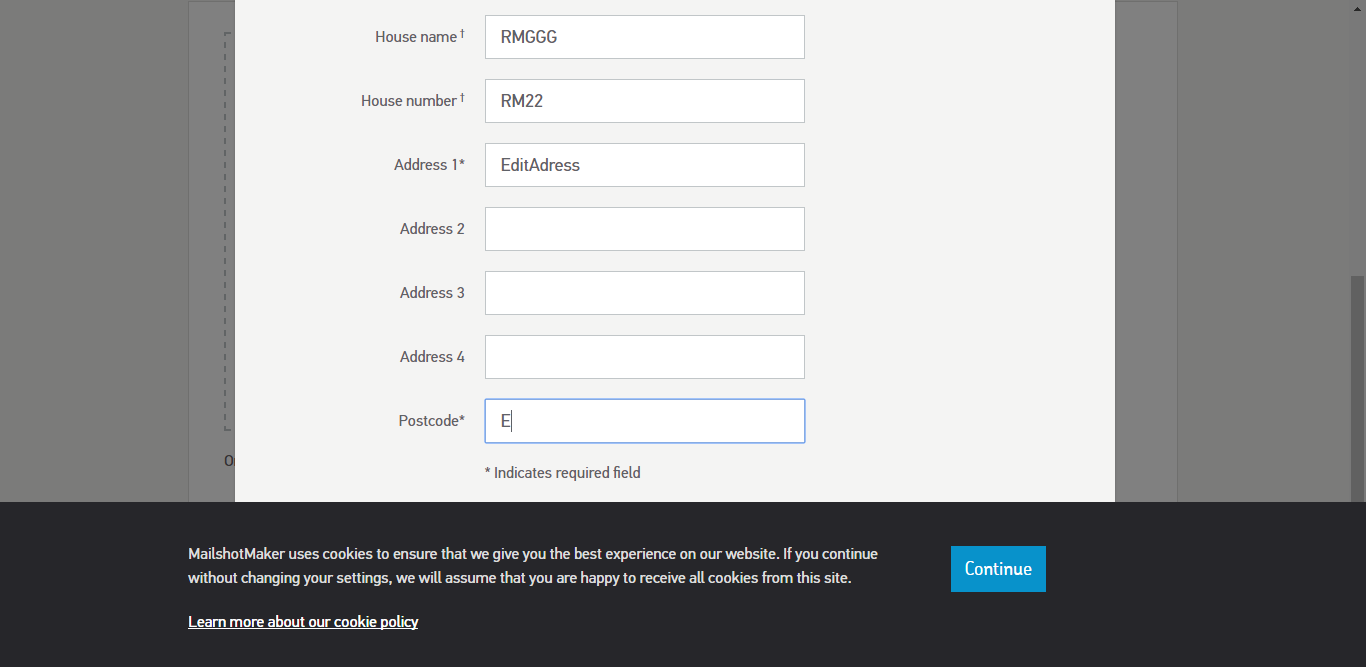 House name † RMGGG
House number † RM22
Address 1* EditAdress
Address 2
Address 3
Address 4
Postcode* E
* Indicates required field
MailshotMaker uses cookies to ensure that we give you the best experience on our website. If you continue
without changing your settings, we will assume that you are happy to receive all cookies from this site.
Continue
Learn more about our cookie policy